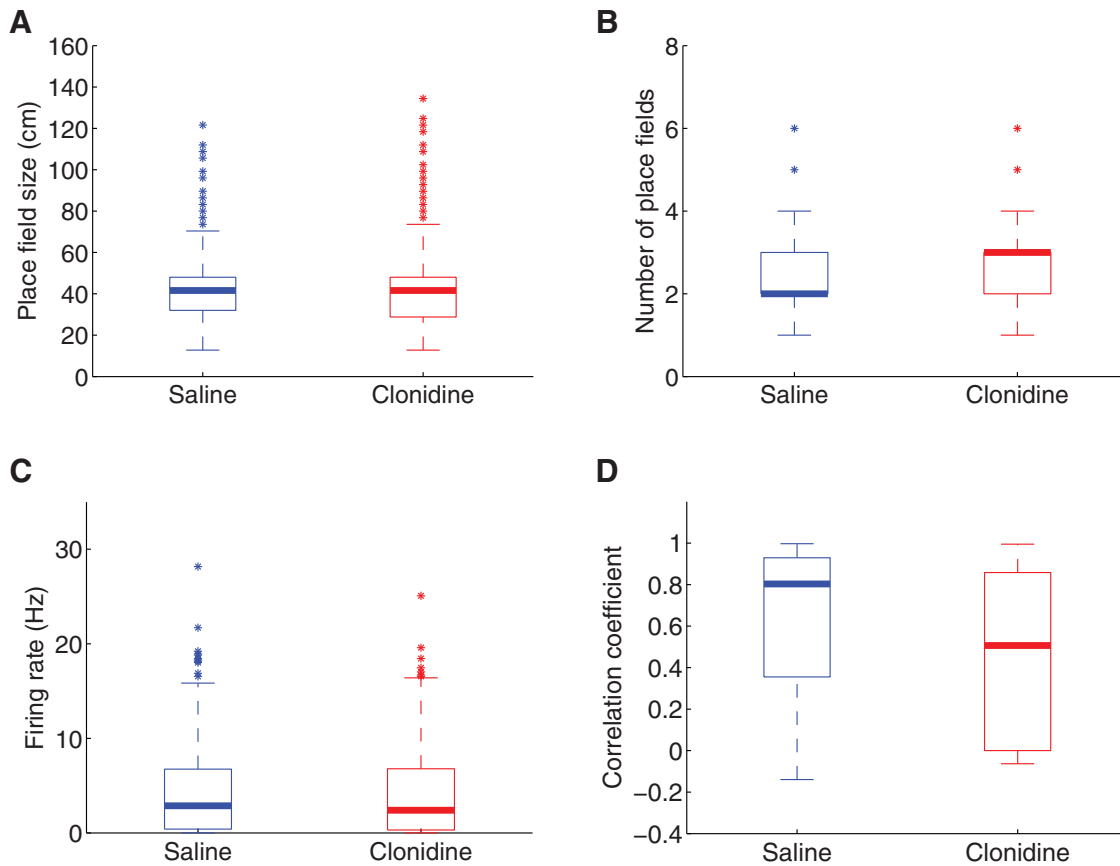 A
Place field size (cm)
160
140
120
100
80
60
40
20
0
Saline Clonidine
B
Number of place fields
8
6
4
2
0
Saline Clonidine
C
Firing rate (Hz)
30
20
10
0
Saline Clonidine
D
Correlation coefficient
1
0.8
0.6
0.4
0.2
0
−0.2
−0.4
Saline Clonidine